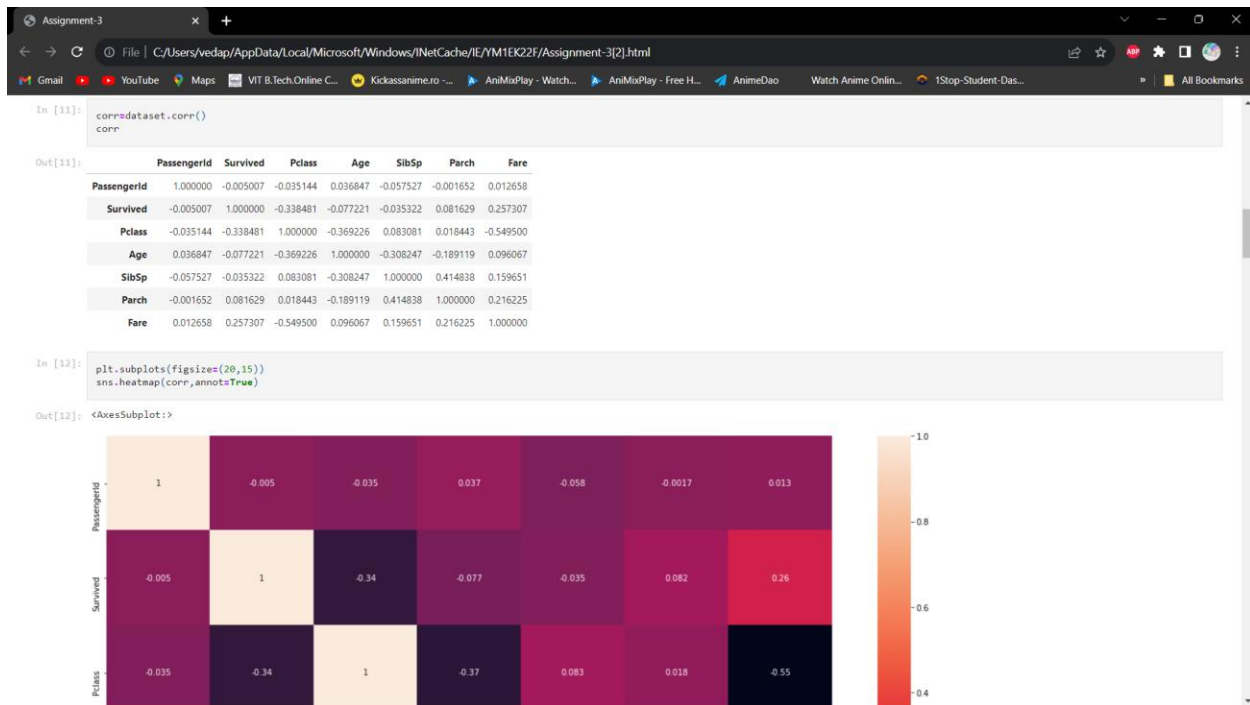 Assignment-3
File | C:/Users/vedap/AppData/Local/Microsoft/Windows/INetCache/IE/YM1EK22F/Assignment-3[2].html
Gmail YouTube Maps VIT B.Tech.Online C... Kickassanime.ro -... AniMixPlay - Watch... AniMixPlay - Free H... AnimeDao Watch Anime Onlin... 1Stop-Student-Das... » All Bookmarks
In [11]: corr=dataset.corr()
corr
Out[11]: PassengerId Survived Pclass Age SibSp Parch Fare
PassengerId 1.000000 -0.005007 -0.035144 0.036847 -0.057527 -0.001652 0.012658
Survived -0.005007 1.000000 -0.338481 -0.077221 -0.035322 0.081629 0.257307
Pclass -0.035144 -0.338481 1.000000 -0.369226 0.083081 0.018443 -0.549500
Age 0.036847 -0.077221 -0.369226 1.000000 -0.308247 -0.189119 0.096067
SibSp -0.057527 -0.035322 0.083081 -0.308247 1.000000 0.414838 0.159651
Parch -0.001652 0.081629 0.018443 -0.189119 0.414838 1.000000 0.216225
Fare 0.012658 0.257307 -0.549500 0.096067 0.159651 0.216225 1.000000
In [12]: plt.subplots(figsize=(20,15))
sns.heatmap(corr,annot=True)
Out[12]: <AxesSubplot:>
1.0
PassengerId 1 -0.005 -0.035 0.037 -0.058 -0.0017 0.013
0.8
Survived -0.005 1 -0.34 -0.077 -0.035 0.082 0.26
0.6
Pclass -0.035 -0.34 1 -0.37 0.083 0.018 -0.55
0.4